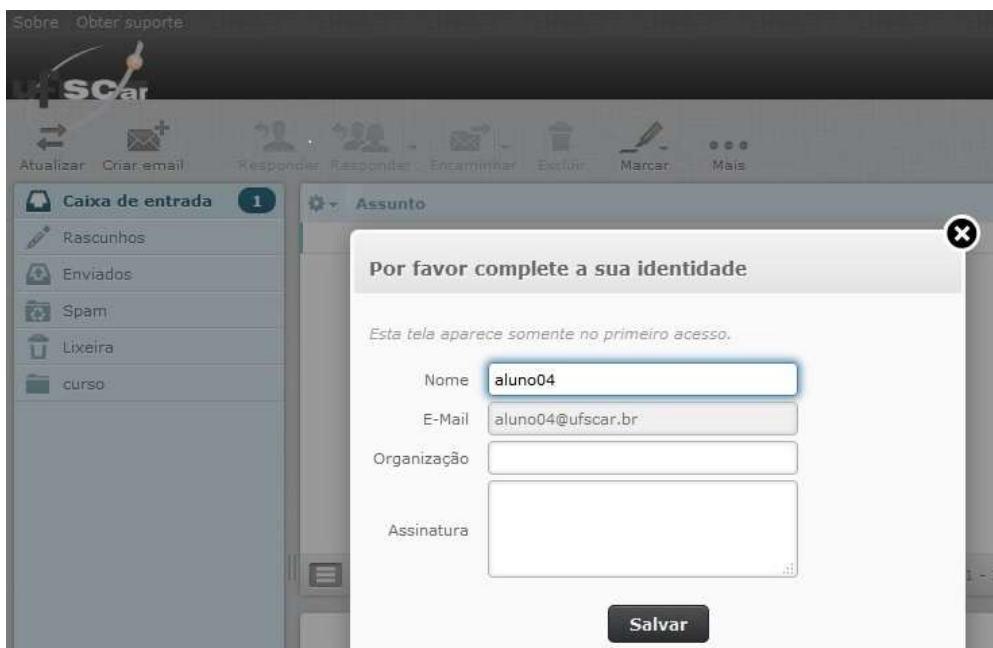 Sobre Obter suporte
ufscar
Atualizar Criar email Responder Responder Encaminhar Excluir Marcar Mais
Caixa de entrada 1
Rascunhos
Enviados
Spam
Lixeira
curso
Assunto
Por favor complete a sua identidade
Esta tela aparece somente no primeiro acesso.
Nome aluno04
E-Mail aluno04@ufscar.br
Organização
Assinatura
Salvar
1 -